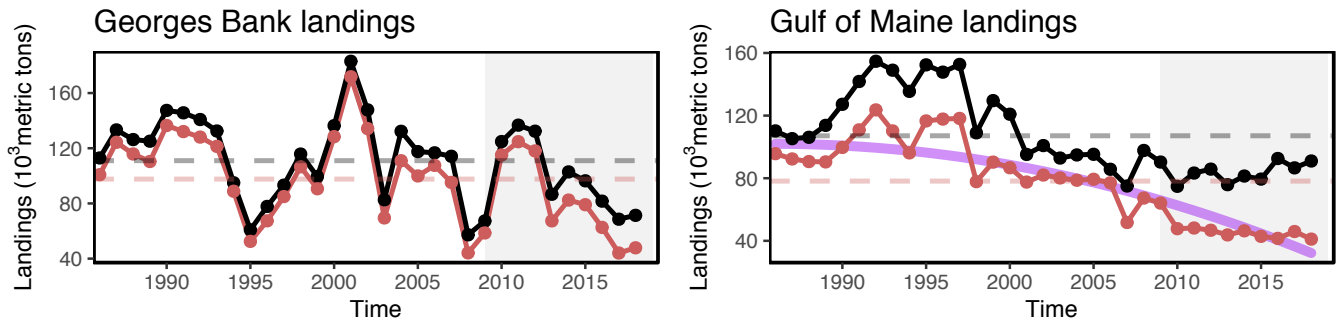 Georges Bank landings
Landings (10³metric tons)
160
120
80
40
1990 1995 2000 2005 2010 2015
Time
Gulf of Maine landings
Landings (10³metric tons)
160
120
80
40
1990 1995 2000 2005 2010 2015
Time